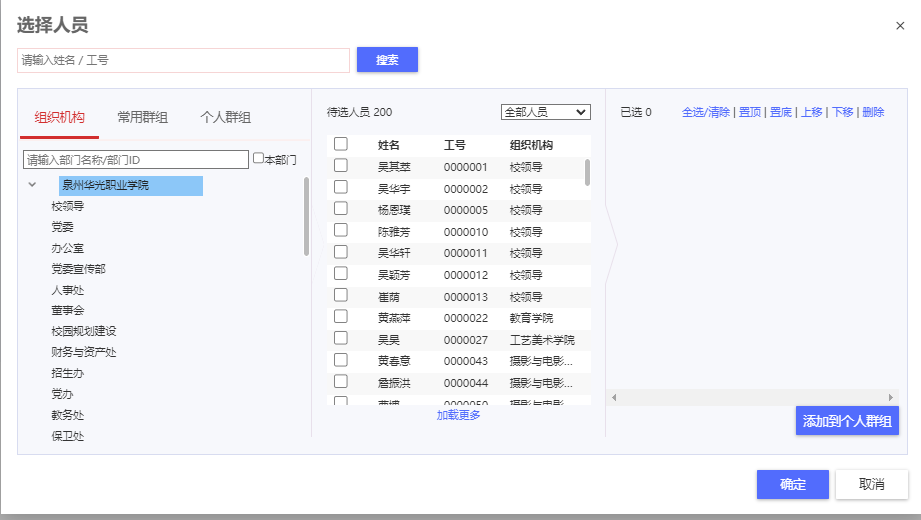 选择人员
×
请输入姓名 / 工号
搜索
组织机构 常用群组 个人群组
请输入部门名称/部门ID
本部门
泉州华光职业学院
校领导
党委
办公室
党委宣传部
人事处
董事会
校园规划建设
财务与资产处
招生办
党办
教务处
保卫处
待选人员 200
全部人员
姓名 工号 组织机构
吴其萃 0000001 校领导
吴华宇 0000002 校领导
杨恩璞 0000005 校领导
陈雅芳 0000010 校领导
吴华轩 0000011 校领导
吴颖芳 0000012 校领导
崔荫 0000013 校领导
黄燕萍 0000022 教育学院
吴昊 0000027 工艺美术学院
黄春意 0000043 摄影与电影...
詹振洪 0000044 摄影与电影...
0000050 摄影与电影...
加载更多
已选 0
全选/清除 | 置顶 | 置底 | 上移 | 下移 | 删除
添加到个人群组
确定
取消